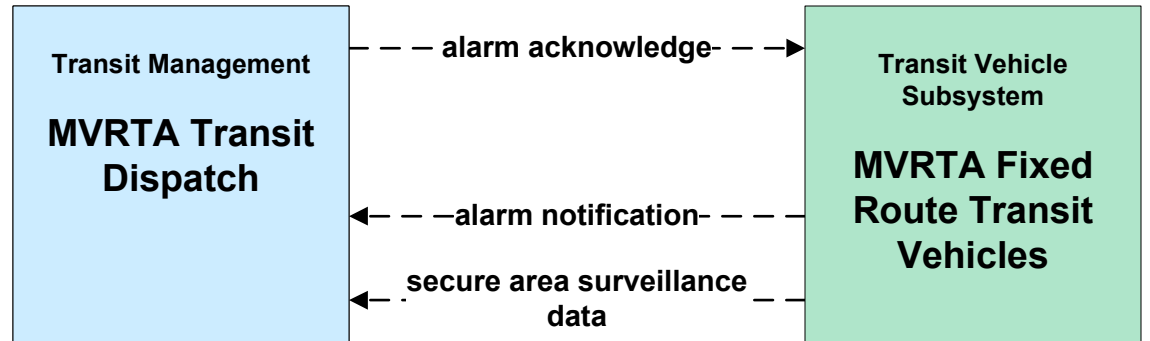 Transit Management
MVRTA Transit
Dispatch
alarm acknowledge
alarm notification
secure area surveillance
data
Transit Vehicle
Subsystem
MVRTA Fixed
Route Transit
Vehicles